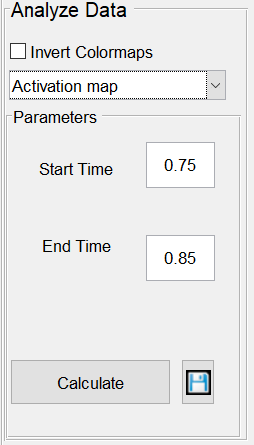 Analyze Data
Invert Colormaps
Activation map
Parameters
Start Time 0.75
End Time 0.85
Calculate